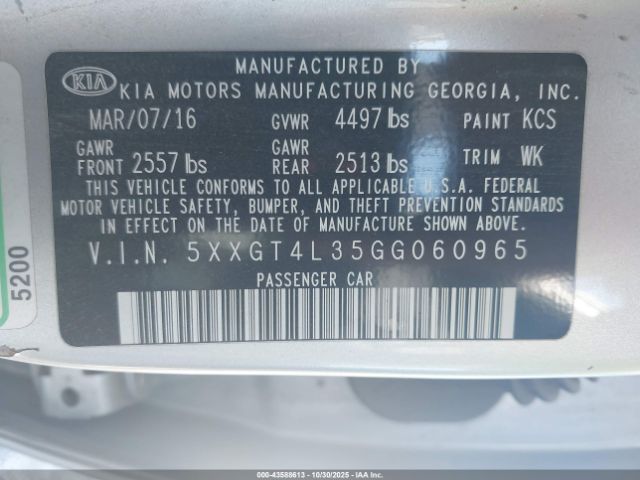 MANUFACTURED BY
KIA KIA MOTORS MANUFACTURING GEORGIA, INC.
MAR/07/16 GVWR 4497 lbs PAINT KCS
GAWR FRONT 2557 lbs GAWR REAR 2513 lbs TRIM WK
THIS VEHICLE CONFORMS TO ALL APPLICABLE U.S.A. FEDERAL
MOTOR VEHICLE SAFETY, BUMPER, AND THEFT PREVENTION STANDARDS
IN EFFECT ON THE DATE OF MANUFACTURE SHOWN ABOVE.
V.I.N. 5XXGT4L35GG060965
PASSENGER CAR
5200
000-43588613 - 10/30/2025 - IAAI.COM